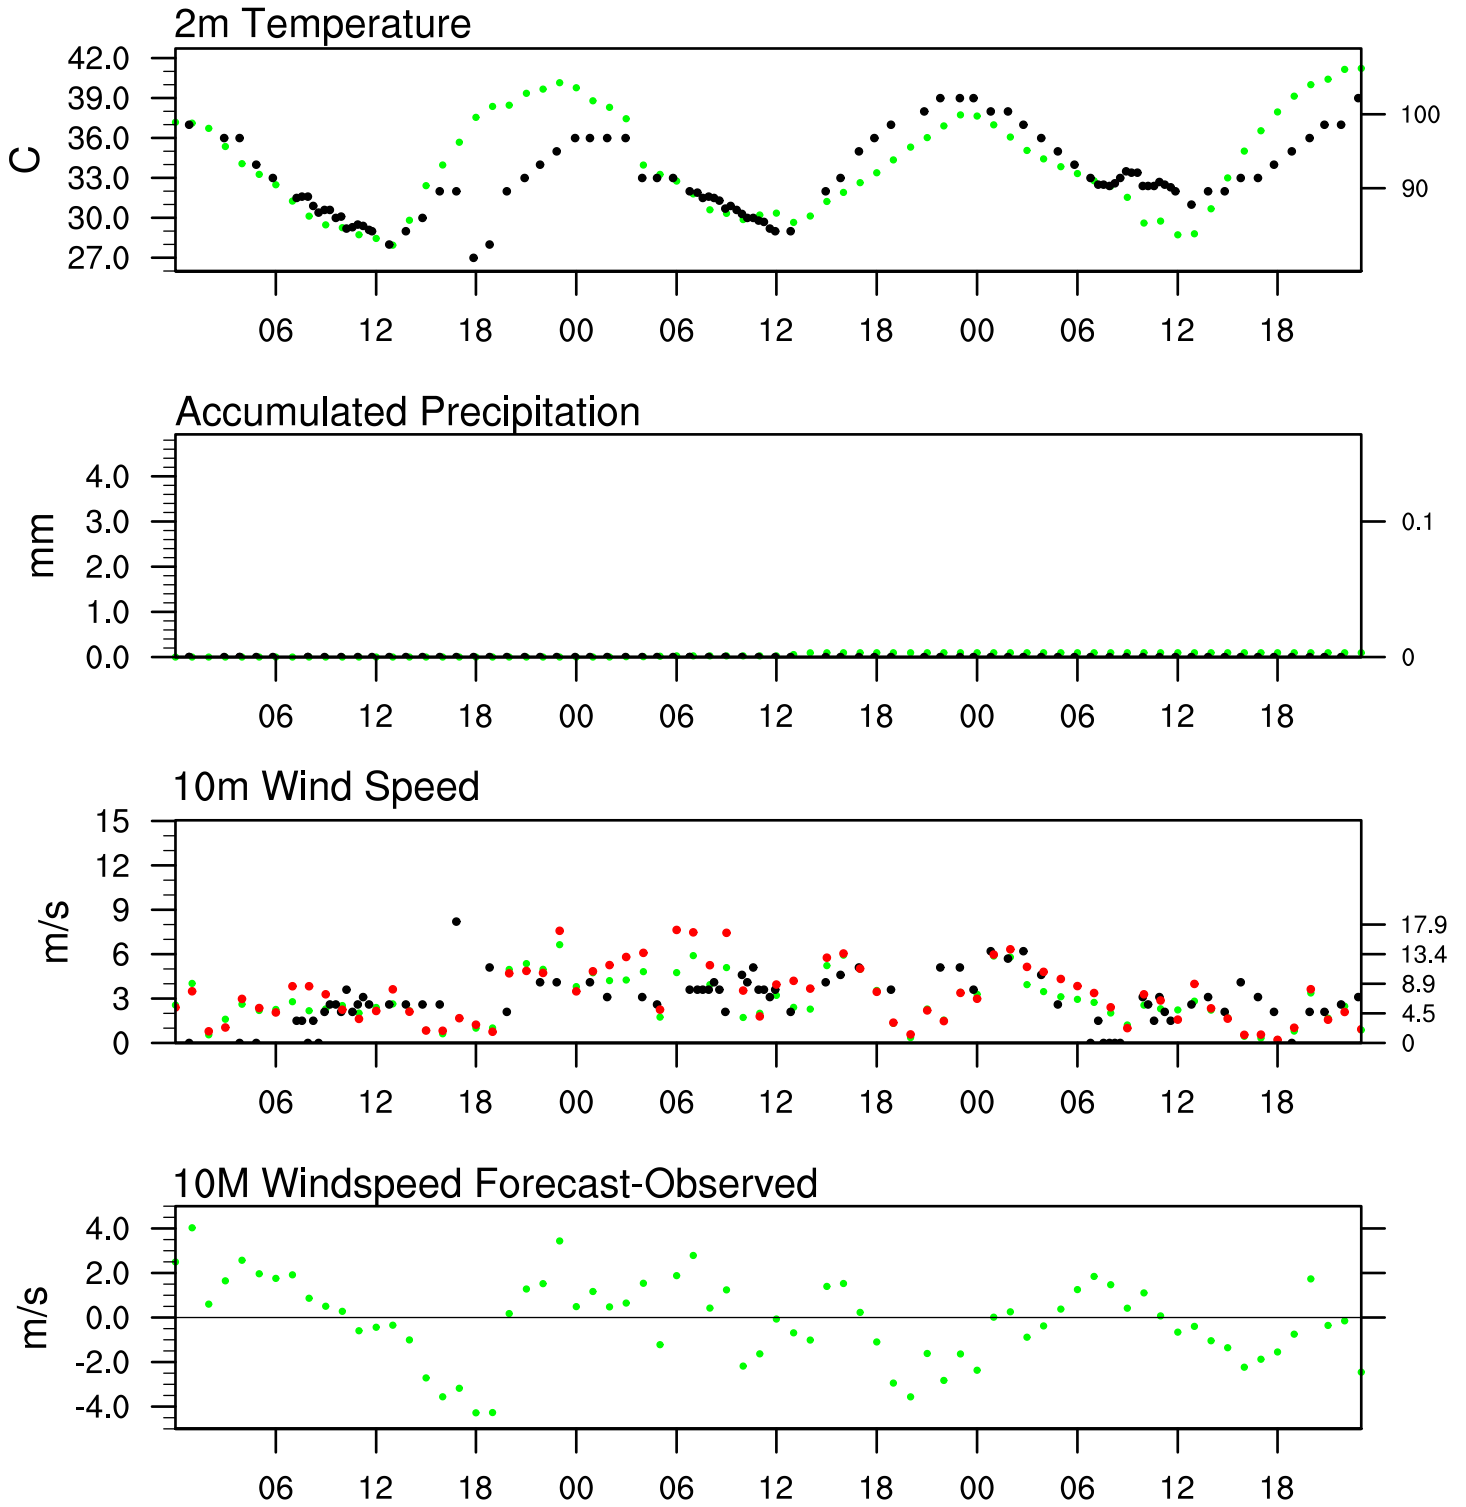 2m Temperature
42.0
39.0
36.0
33.0
30.0
27.0
C
100
90
06 12 18 00 06 12 18 00 06 12 18
Accumulated Precipitation
4.0
3.0
2.0
1.0
0.0
mm
0.1
0
06 12 18 00 06 12 18 00 06 12 18
10m Wind Speed
15
12
9
6
3
0
m/s
17.9
13.4
8.9
4.5
0
06 12 18 00 06 12 18 00 06 12 18
10M Windspeed Forecast-Observed
4.0
2.0
0.0
-2.0
-4.0
m/s
06 12 18 00 06 12 18 00 06 12 18